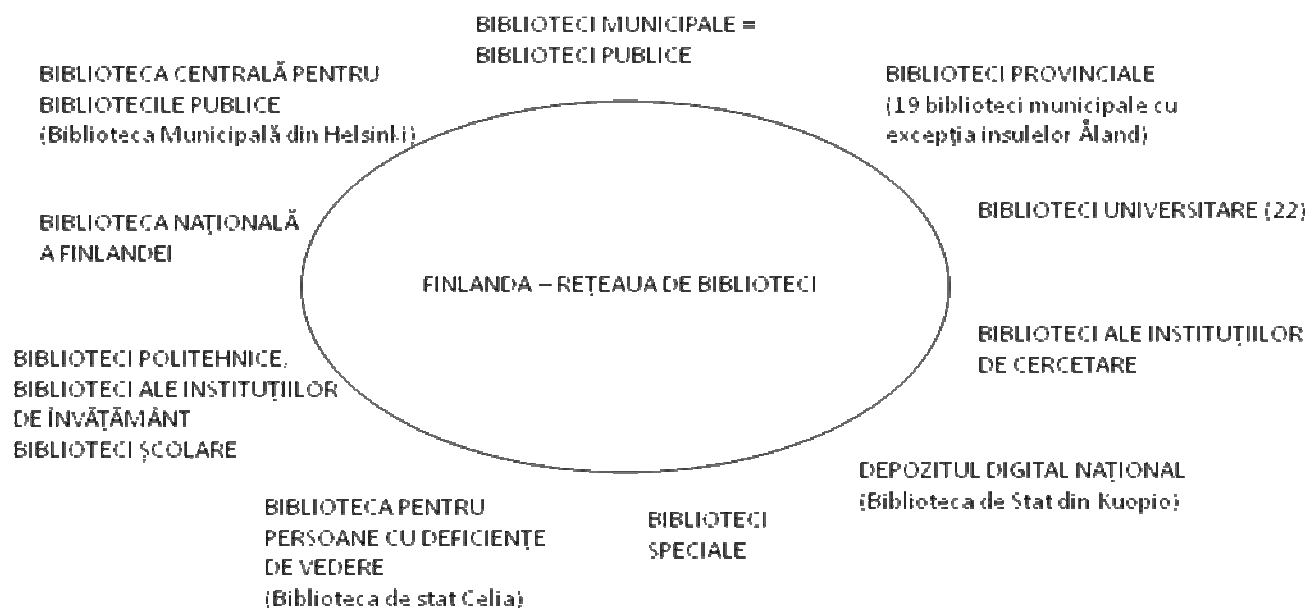 BIBLIOTECI MUNICIPALE =
BIBLIOTECI PUBLICE
BIBLIOTECA CENTRALĂ PENTRU
BIBLIOTECILE PUBLICE
(Biblioteca Municipală din Helsinki)
BIBLIOTECI PROVINCIALE
(19 biblioteci municipale cu
excepția insulelor Åland)
BIBLIOTECA NAȚIONALĂ
A FINLANDEI
BIBLIOTECI UNIVERSITARE (22)
FINLANDA – REȚEAUA DE BIBLIOTECI
BIBLIOTECI POLITEHNICE,
BIBLIOTECI ALE INSTITUȚIILOR
DE ÎNVĂȚĂMÂNT
BIBLIOTECI ȘCOLARE
BIBLIOTECI ALE INSTITUȚIILOR
DE CERCETARE
DEPOZITUL DIGITAL NAȚIONAL
(Biblioteca de Stat din Kuopio)
BIBLIOTECA PENTRU
PERSOANE CU DEFICIENȚE
DE VEDERE
(Biblioteca de stat Celia)
BIBLIOTECI
SPECIALE